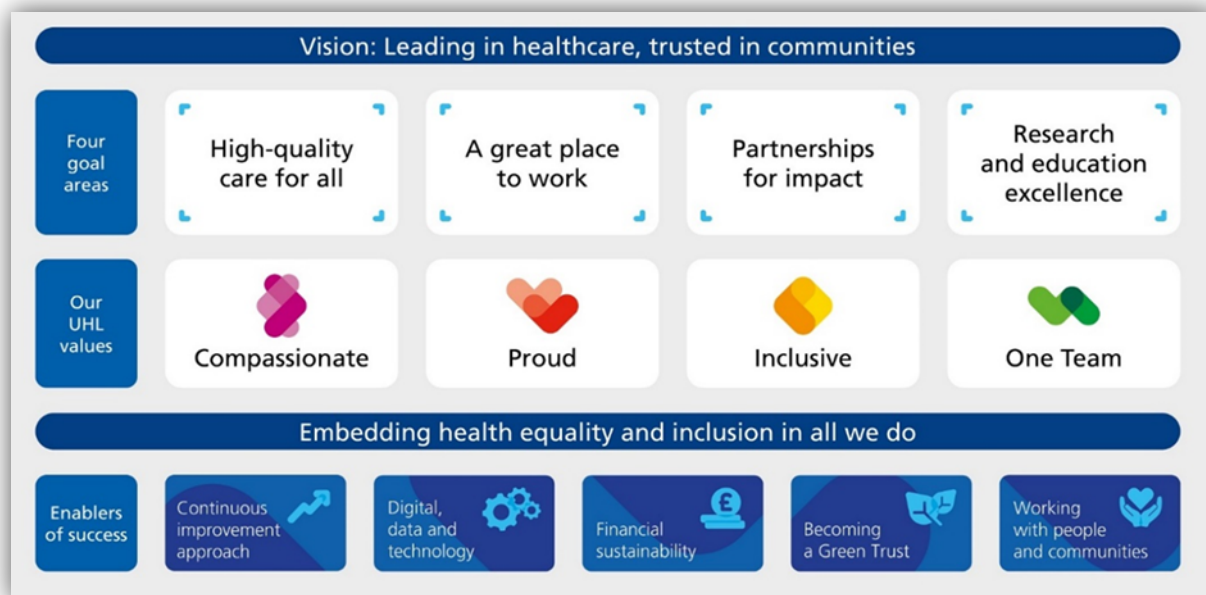 Vision: Leading in healthcare, trusted in communities
Four
goal
areas
High-quality
care for all
A great place
to work
Partnerships
for impact
Research
and education
excellence
Our
UHL
values
Compassionate
Proud
Inclusive
One Team
Embedding health equality and inclusion in all we do
Enablers
of success
Continuous
improvement
approach
Digital,
data and
technology
£
Financial
sustainability
Becoming
a Green Trust
Working
with people
and communities